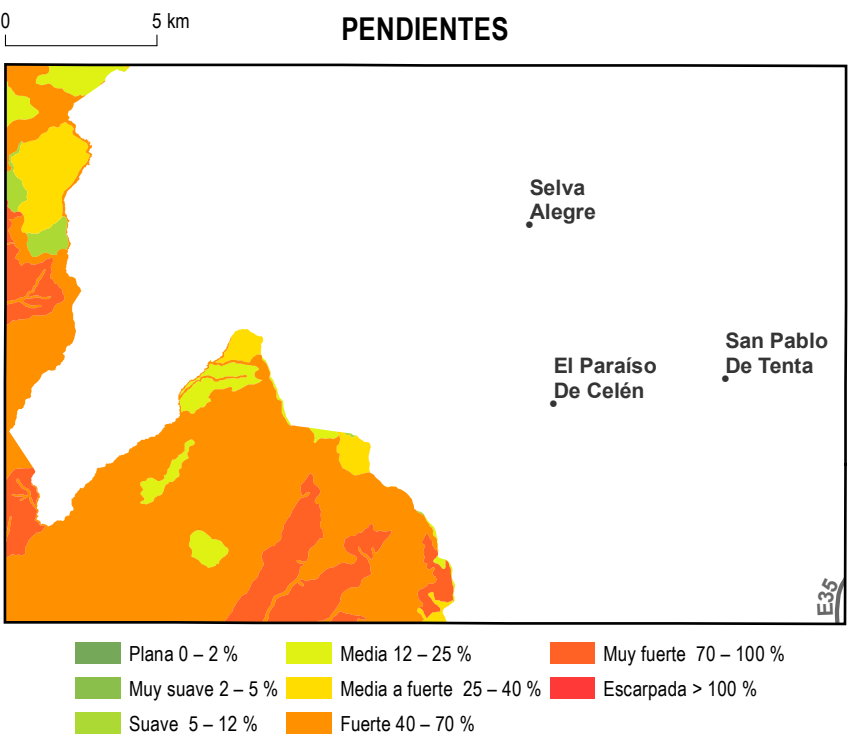 0 5 km
PENDIENTES
Selva
Alegre
San Pablo
De Tenta
El Paraíso
De Celén
E35
Plana 0 – 2 %
Muy suave 2 – 5 %
Suave 5 – 12 %
Media 12 – 25 %
Media a fuerte 25 – 40 %
Fuerte 40 – 70 %
Muy fuerte 70 – 100 %
Escarpada > 100 %